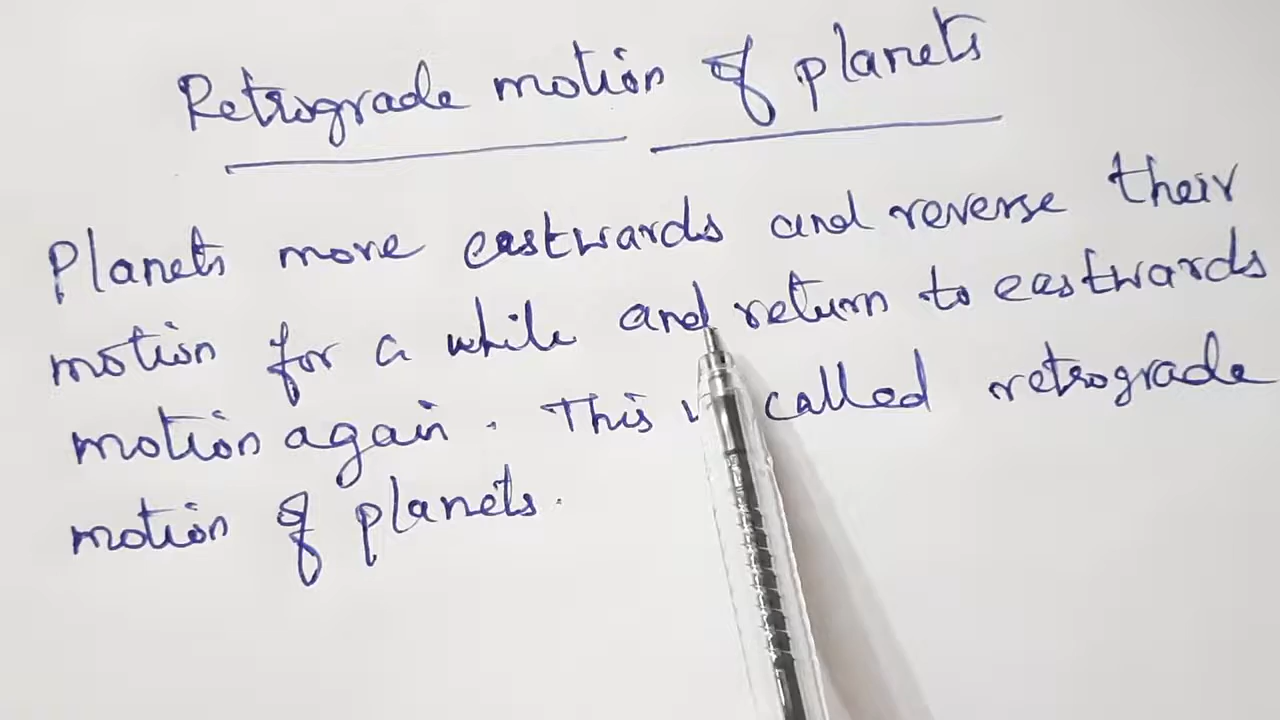 Retrograde motion of planets
Planets move eastwards and reverse their
motion for a while and return to eastwards
motion again. This called retrograde
motion of planets.